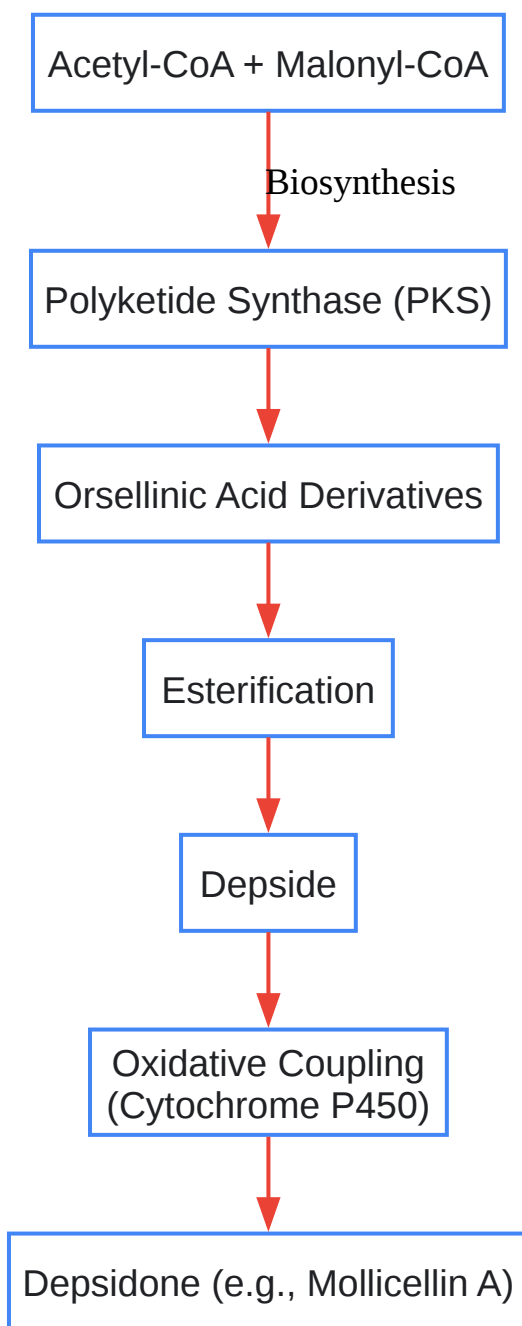 Acetyl-CoA + Malonyl-CoA
Biosynthesis
Polyketide Synthase (PKS)
Orsellinic Acid Derivatives
Esterification
Depside
Oxidative Coupling
(Cytochrome P450)
Depsidone (e.g., Mollicellin A)